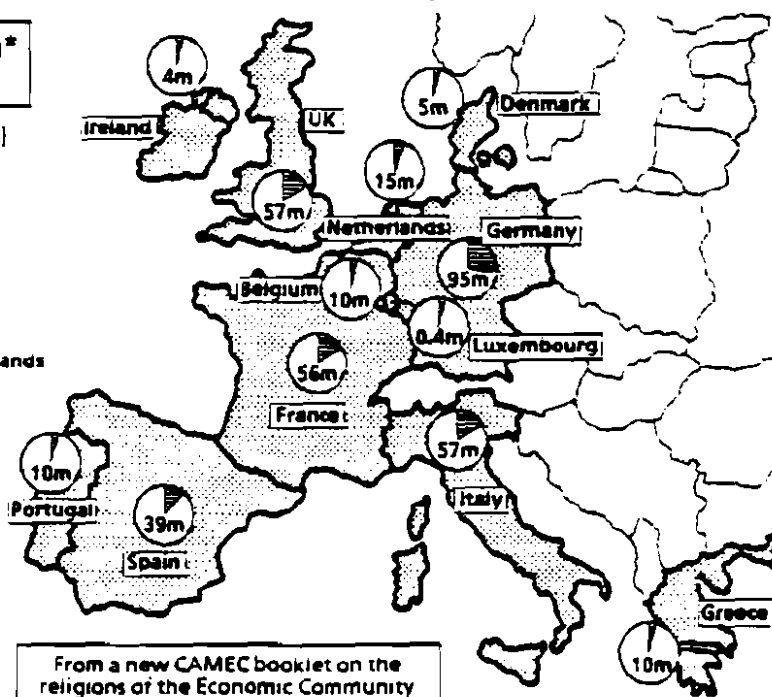 *
4m
Ireland
UK
5m
Denmark
15m
57m
Netherlands
Germany
95m
Belgium
10m
0.4m
Luxembourg
ands
56m
France
57m
10m
Portugal
39m
Spain
Italy
Greece
10m
From a new CAMEC booklet on the
religions of the Economic Community